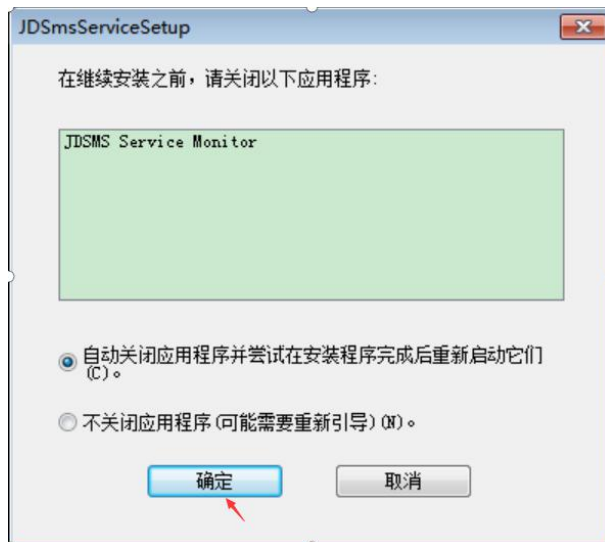 JDSmsServiceSetup
在继续安装之前，请关闭以下应用程序:
JDSMS Service Monitor
自动关闭应用程序并尝试在安装程序完成后重新启动它们
(C)。
不关闭应用程序(可能需要重新引导)(N)。
确定
取消